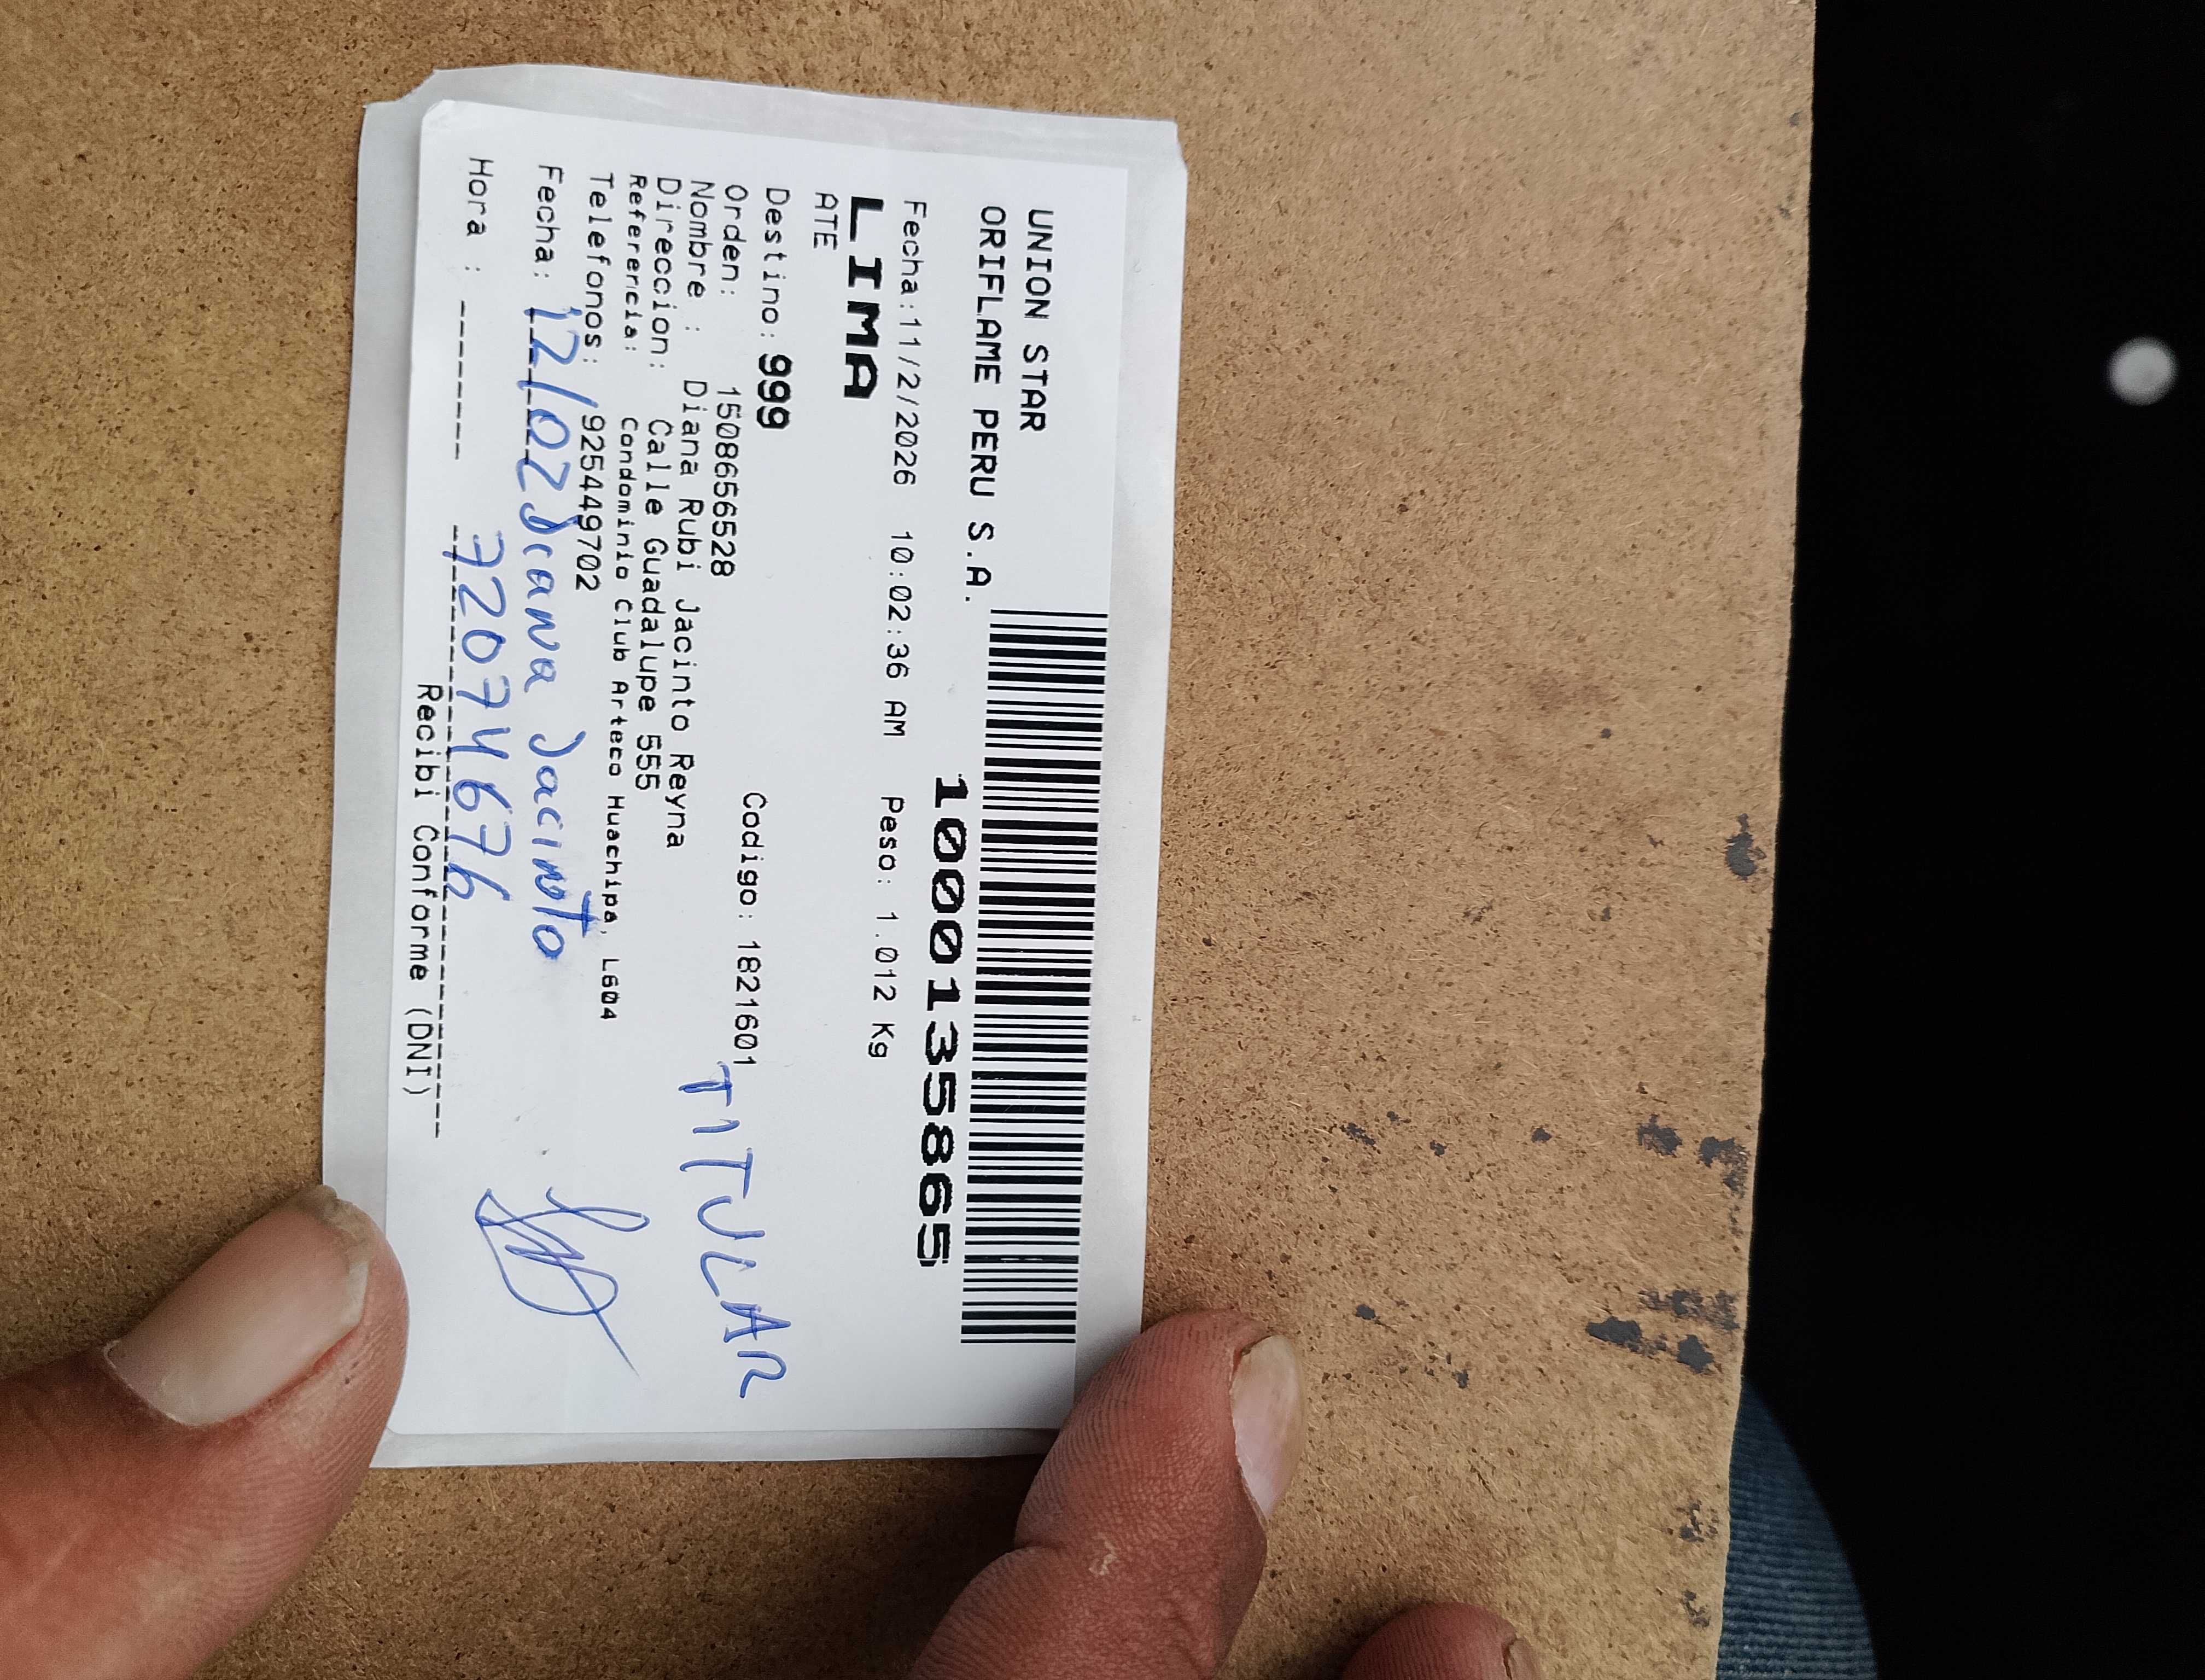 UNION STAR
ORIFLAME PERU S.A.
1000135865
Fecha:11/2/2026 10:02:36 AM Peso: 1.012 Kg
LIMA
ATE
Destino: 999 Codigo: 1821601
Orden: 1508656528
Nombre : Diana Rubi Jacinto Reyna
Direccion: Calle Guadalupe 555
Referencia: Condominio Club Arteco Huachipa, L604
Telefonos: /925449702
TITULAR
Fecha: 12/02 Diana Jacinto
Hora : 72074676
Recibi Conforme (DNI)